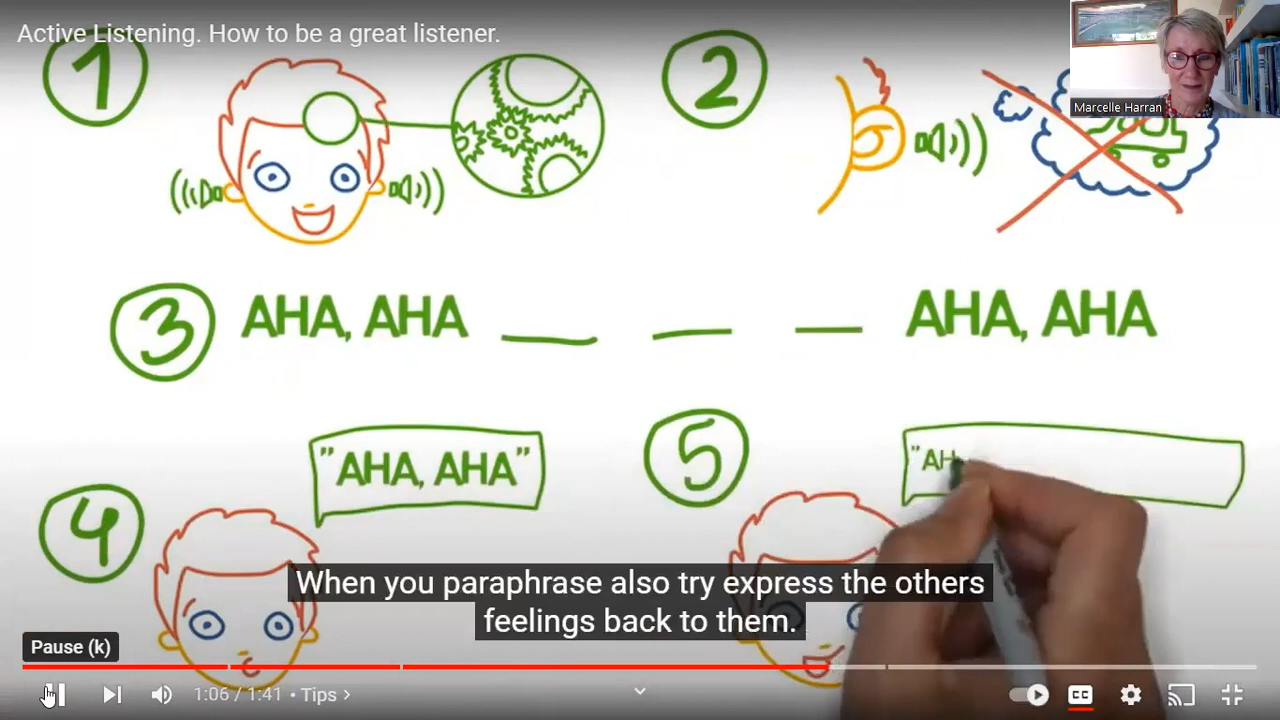 Active Listening. How to be a great listener.
Marcelle Harran
1
2
3 AHA, AHA AHA, AHA
4 "AHA, AHA"
5 "AH
When you paraphrase also try express the others
feelings back to them.
Pause (k)
1:06 / 1:41 • Tips >
CC